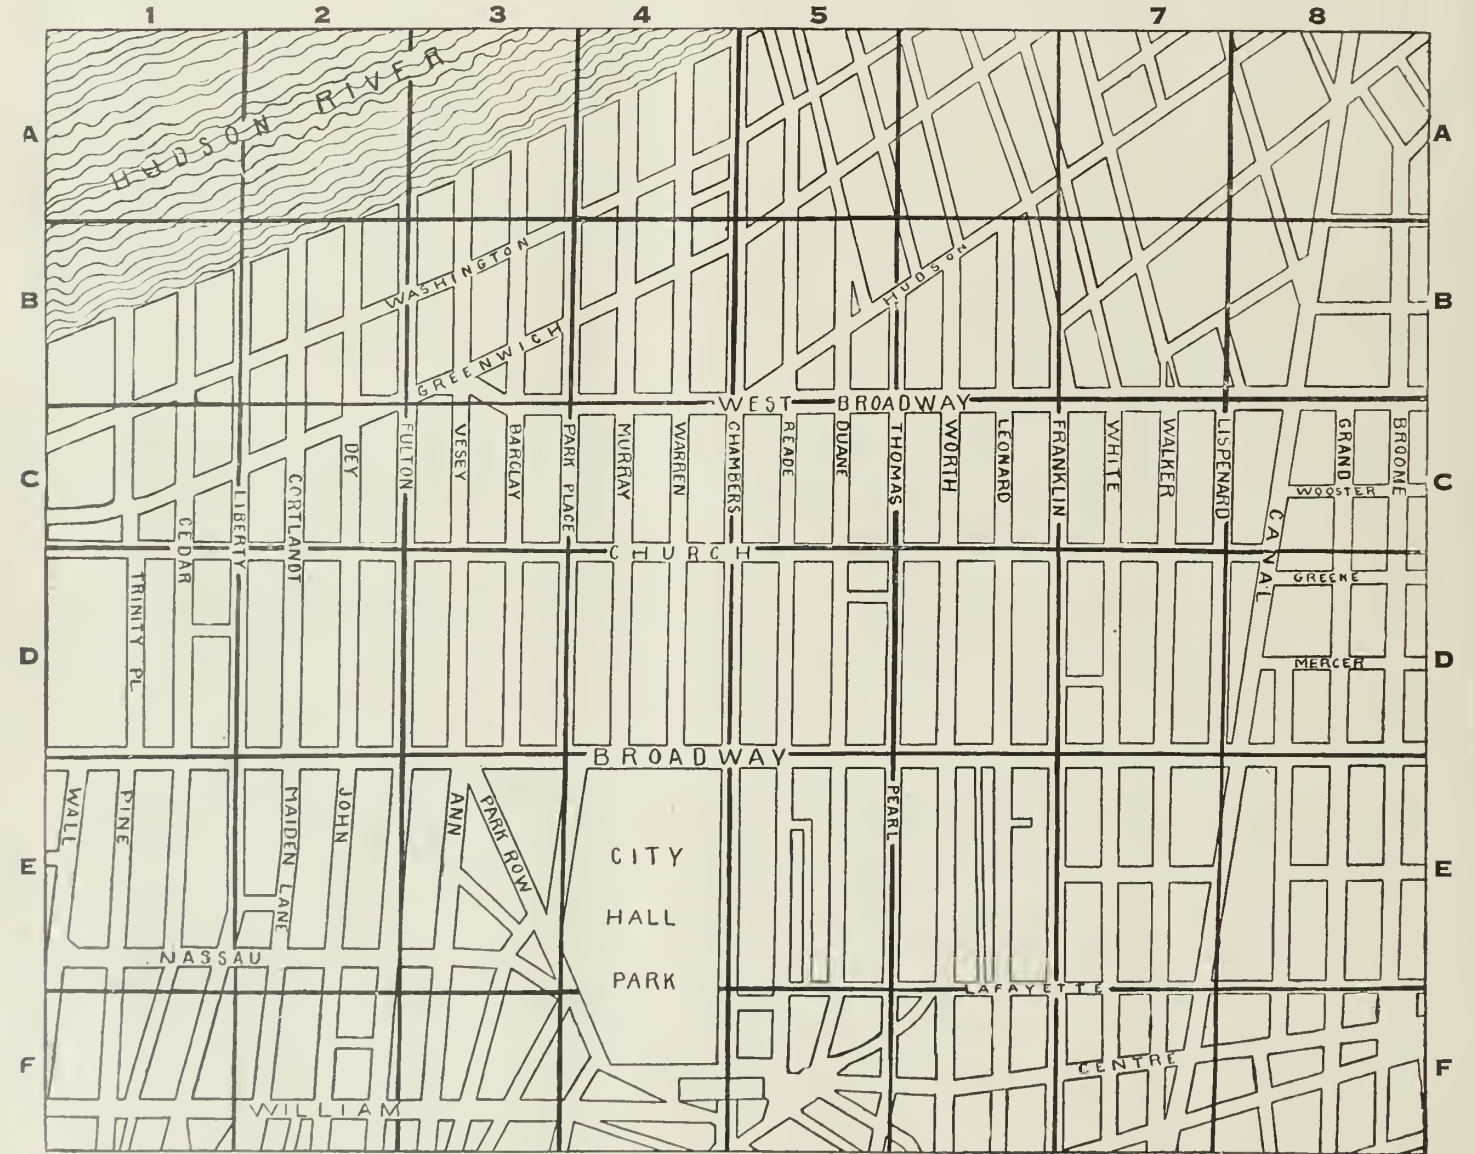 1 2 3 4 5 7 8
HUDSON RIVER
A A
B B
WASHINGTON
HUDSON
GREENWICH
WEST BROADWAY
C C
FULTON
VESEY
BARCLAY
PARK PLACE
MURRAY
WARREN
CHAMBERS
READE
DUANE
THOMAS
WORTH
LEONARD
FRANKLIN
WHITE
WALKER
LISPENARD
GRAND
BROOME
DEY
CORTLANDT
LIBERTY
CEDAR
WOOSTER
CANAL
CHURCH
TRINITY PL
GREENE
D D
MERCER
BROADWAY
WALL
PINE
MAIDEN LANE
JOHN
ANN
PARK ROW
PEARL
CITY
HALL
PARK
E E
NASSAU
LAFAYETTE
F F
CENTRE
WILLIAM